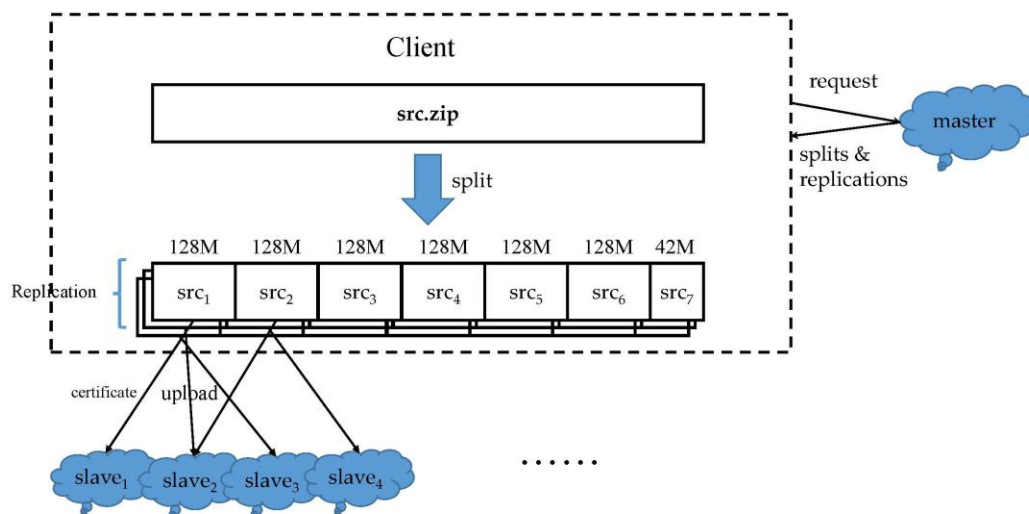 Client
request
src.zip
master
splits &
replications
split
128M 128M 128M 128M 128M 128M 42M
Replication
src₁ src₂ src₃ src₄ src₅ src₆ src₇
certificate upload
slave₁ slave₂ slave₃ slave₄ ......